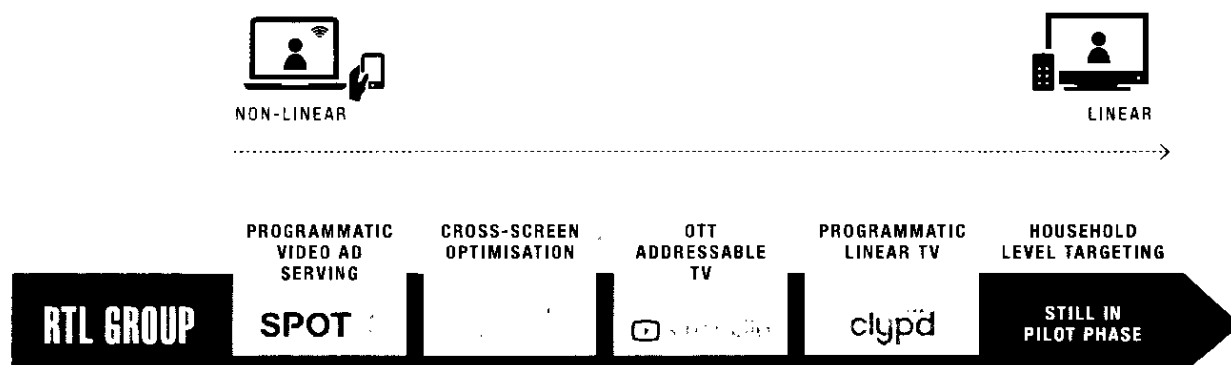 NON-LINEAR
LINEAR
PROGRAMMATIC
VIDEO AD
SERVING
CROSS-SCREEN
OPTIMISATION
OTT
ADDRESSABLE
TV
PROGRAMMATIC
LINEAR TV
HOUSEHOLD
LEVEL TARGETING
RTL GROUP
SPOT
clypd
STILL IN
PILOT PHASE